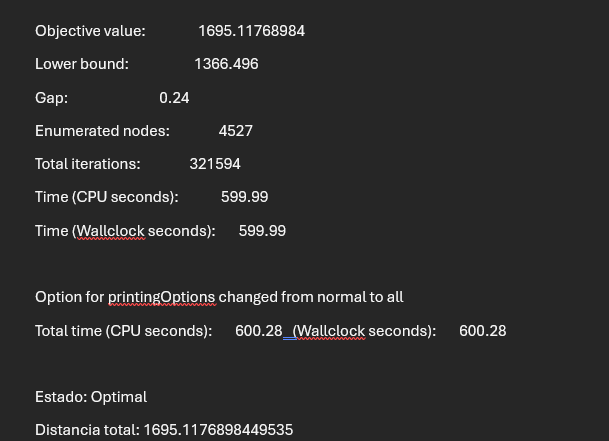 Objective value: 1695.11768984
Lower bound: 1366.496
Gap: 0.24
Enumerated nodes: 4527
Total iterations: 321594
Time (CPU seconds): 599.99
Time (Wallclock seconds): 599.99
Option for printingOptions changed from normal to all
Total time (CPU seconds): 600.28 (Wallclock seconds): 600.28
Estado: Optimal
Distancia total: 1695.1176898449535